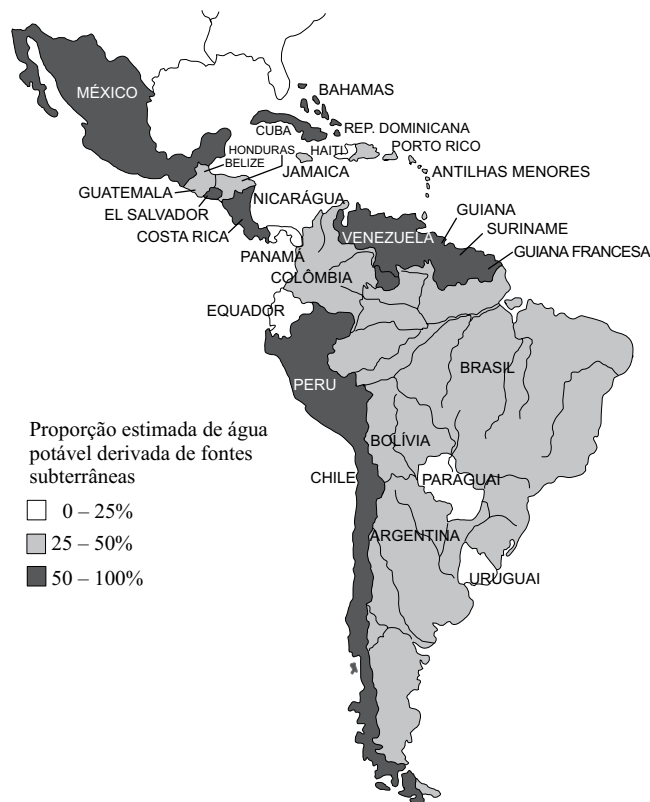 MÉXICO
BAHAMAS
CUBA
REP. DOMINICANA
HONDURAS
HAITI
PORTO RICO
BELIZE
JAMAICA
ANTILHAS MENORES
GUATEMALA
NICARÁGUA
EL SALVADOR
GUIANA
COSTA RICA
VENEZUELA
SURINAME
PANAMÁ
GUIANA FRANCESA
COLÔMBIA
EQUADOR
BRASIL
PERU
Proporção estimada de água
potável derivada de fontes
subterrâneas
0 – 25%
25 – 50%
50 – 100%
BOLÍVIA
CHILE
PARAGUAI
ARGENTINA
URUGUAI